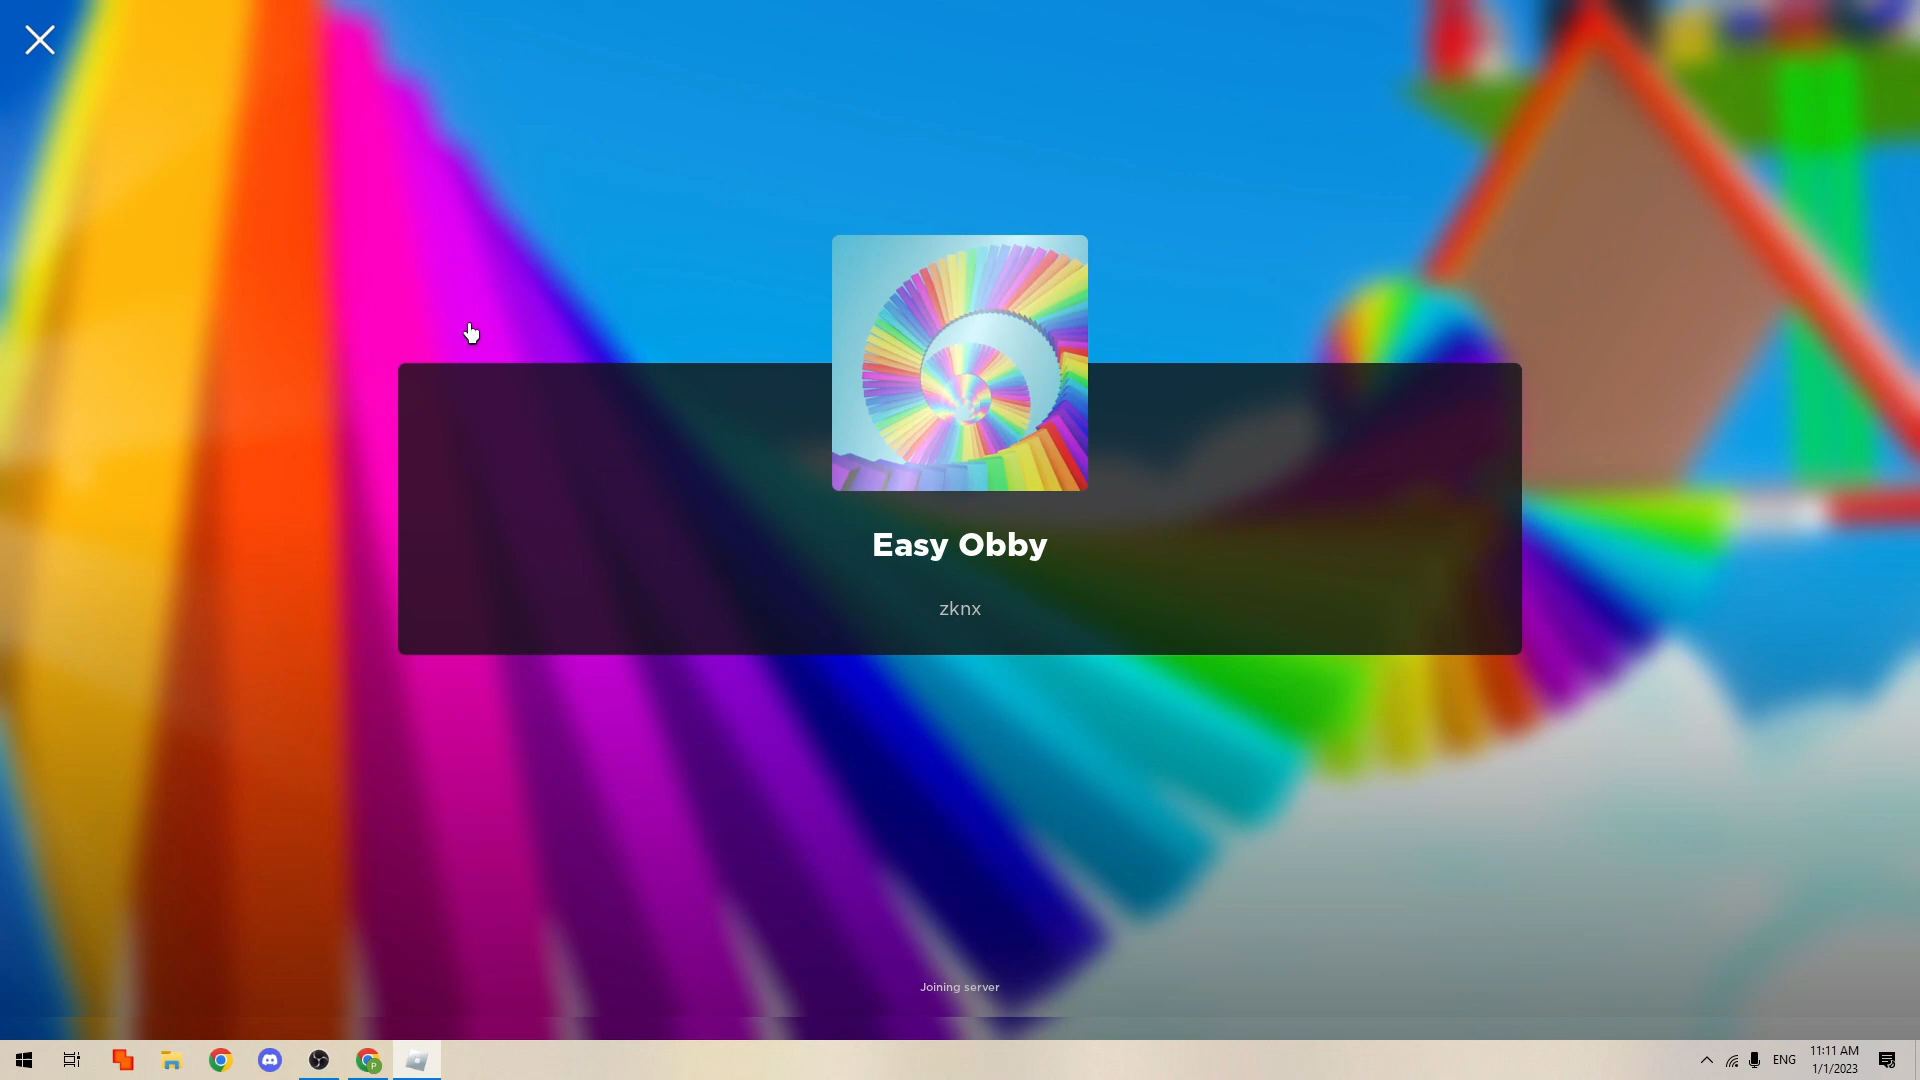 Easy Obby
zknx
Joining server
P
ENG
11:11 AM
1/1/2023